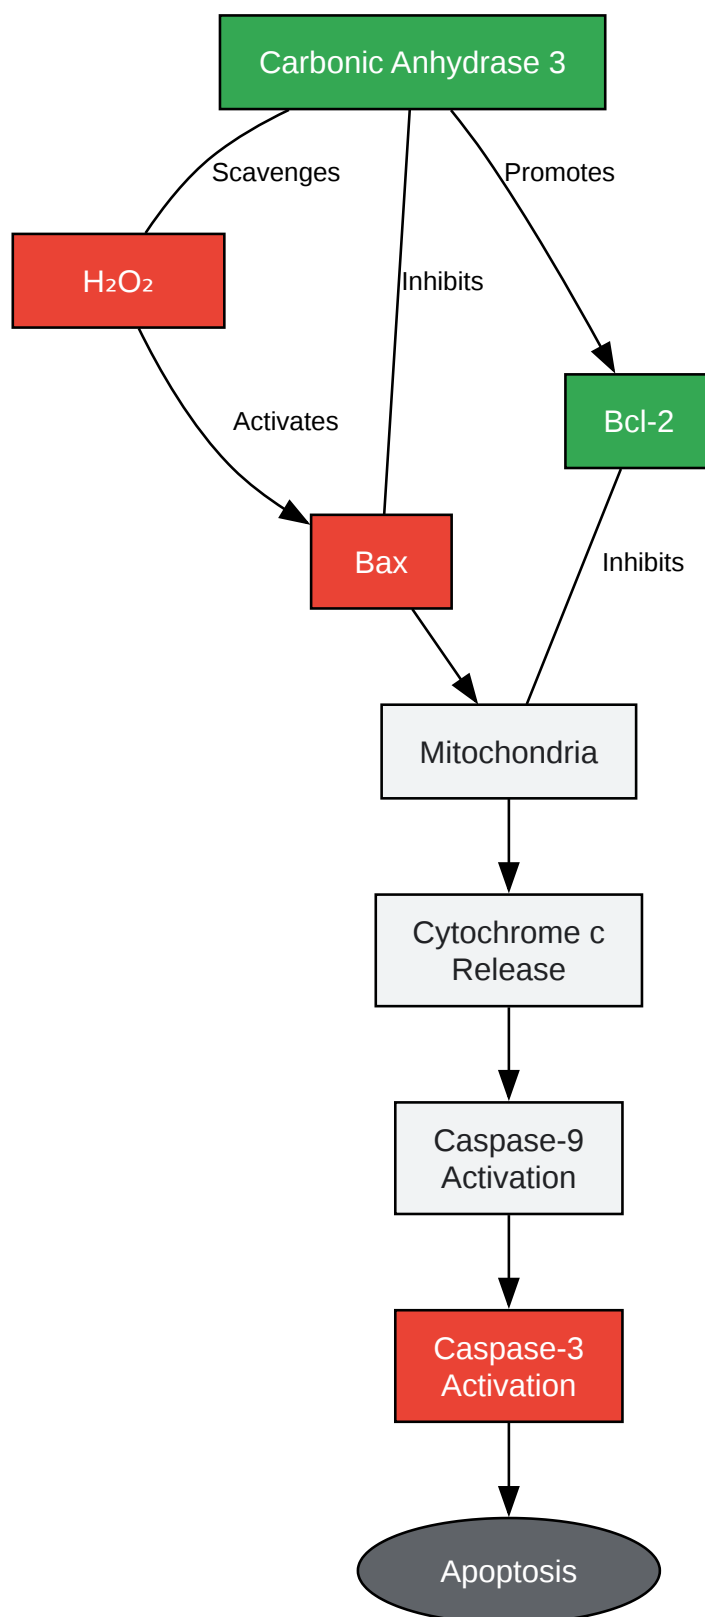 Carbonic Anhydrase 3
Scavenges
Promotes
H₂O₂
Inhibits
Activates
Bcl-2
Bax
Inhibits
Mitochondria
Cytochrome c
Release
Caspase-9
Activation
Caspase-3
Activation
Apoptosis